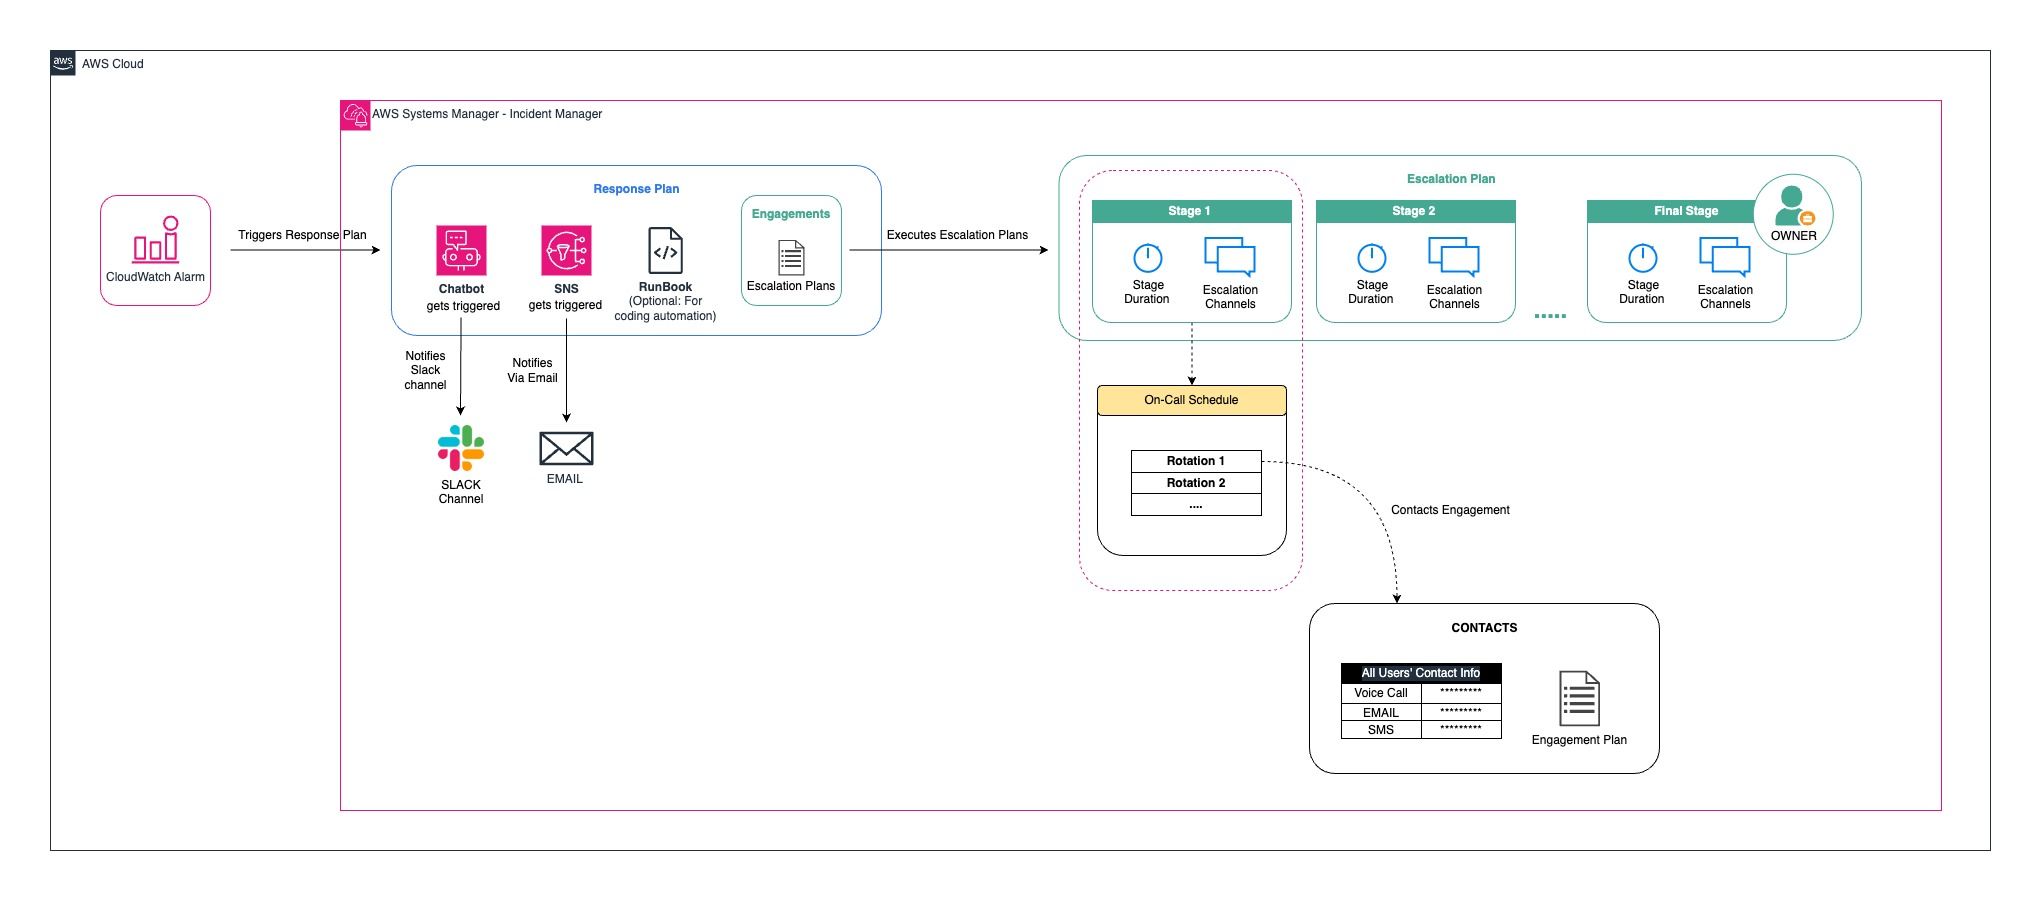 aws
AWS Cloud
AWS Systems Manager - Incident Manager
CloudWatch Alarm
Triggers Response Plan
Response Plan
Chatbot
gets triggered
SNS
gets triggered
RunBook
(Optional: For
coding automation)
Engagements
Escalation Plans
Notifies
Slack
channel
Notifies
Via Email
SLACK
Channel
EMAIL
Executes Escalation Plans
Escalation Plan
Stage 1
Stage
Duration
Escalation
Channels
Stage 2
Stage
Duration
Escalation
Channels
.....
Final Stage
Stage
Duration
Escalation
Channels
OWNER
On-Call Schedule
Rotation 1
Rotation 2
....
Contacts Engagement
CONTACTS
All Users' Contact Info
Voice Call *********
EMAIL *********
SMS *********
Engagement Plan